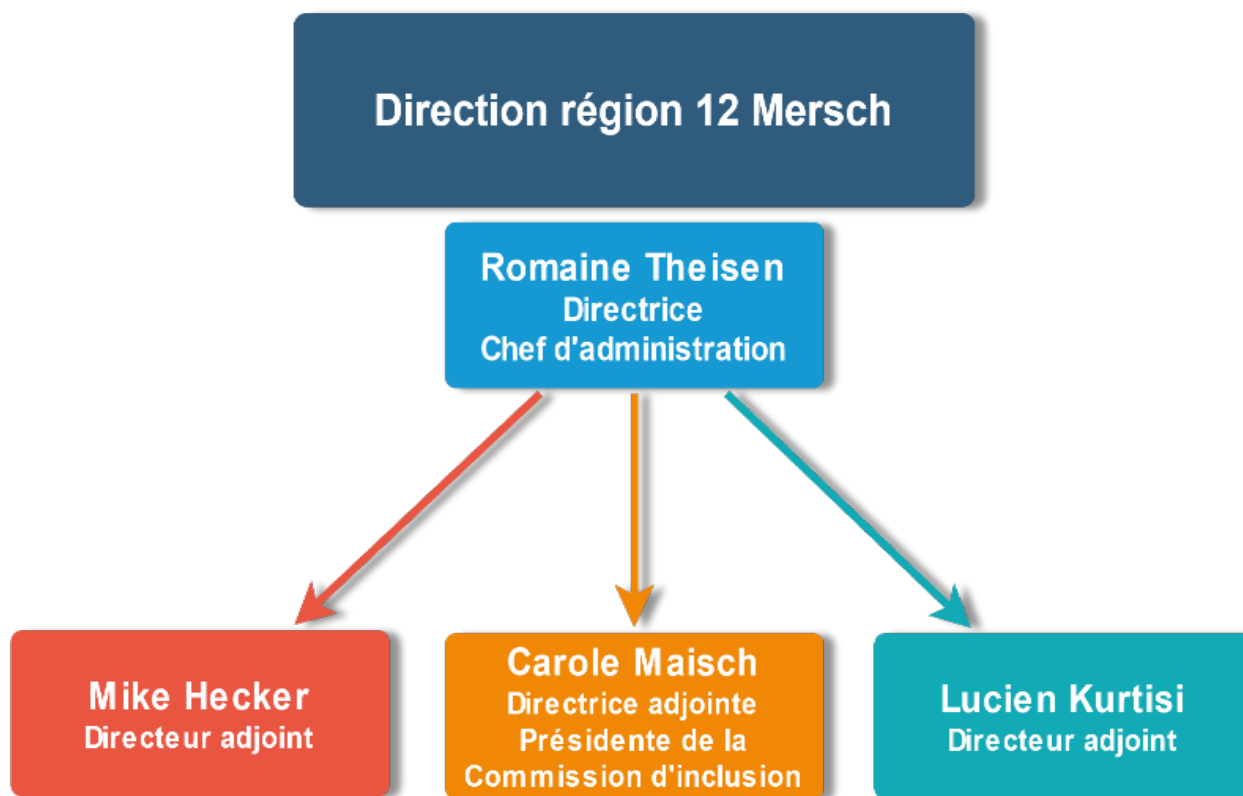 Direction région 12 Mersch
Romaine Theisen
Directrice
Chef d'administration
Mike Hecker
Directeur adjoint
Carole Maisch
Directrice adjointe
Présidente de la
Commission d'inclusion
Lucien Kurtisi
Directeur adjoint